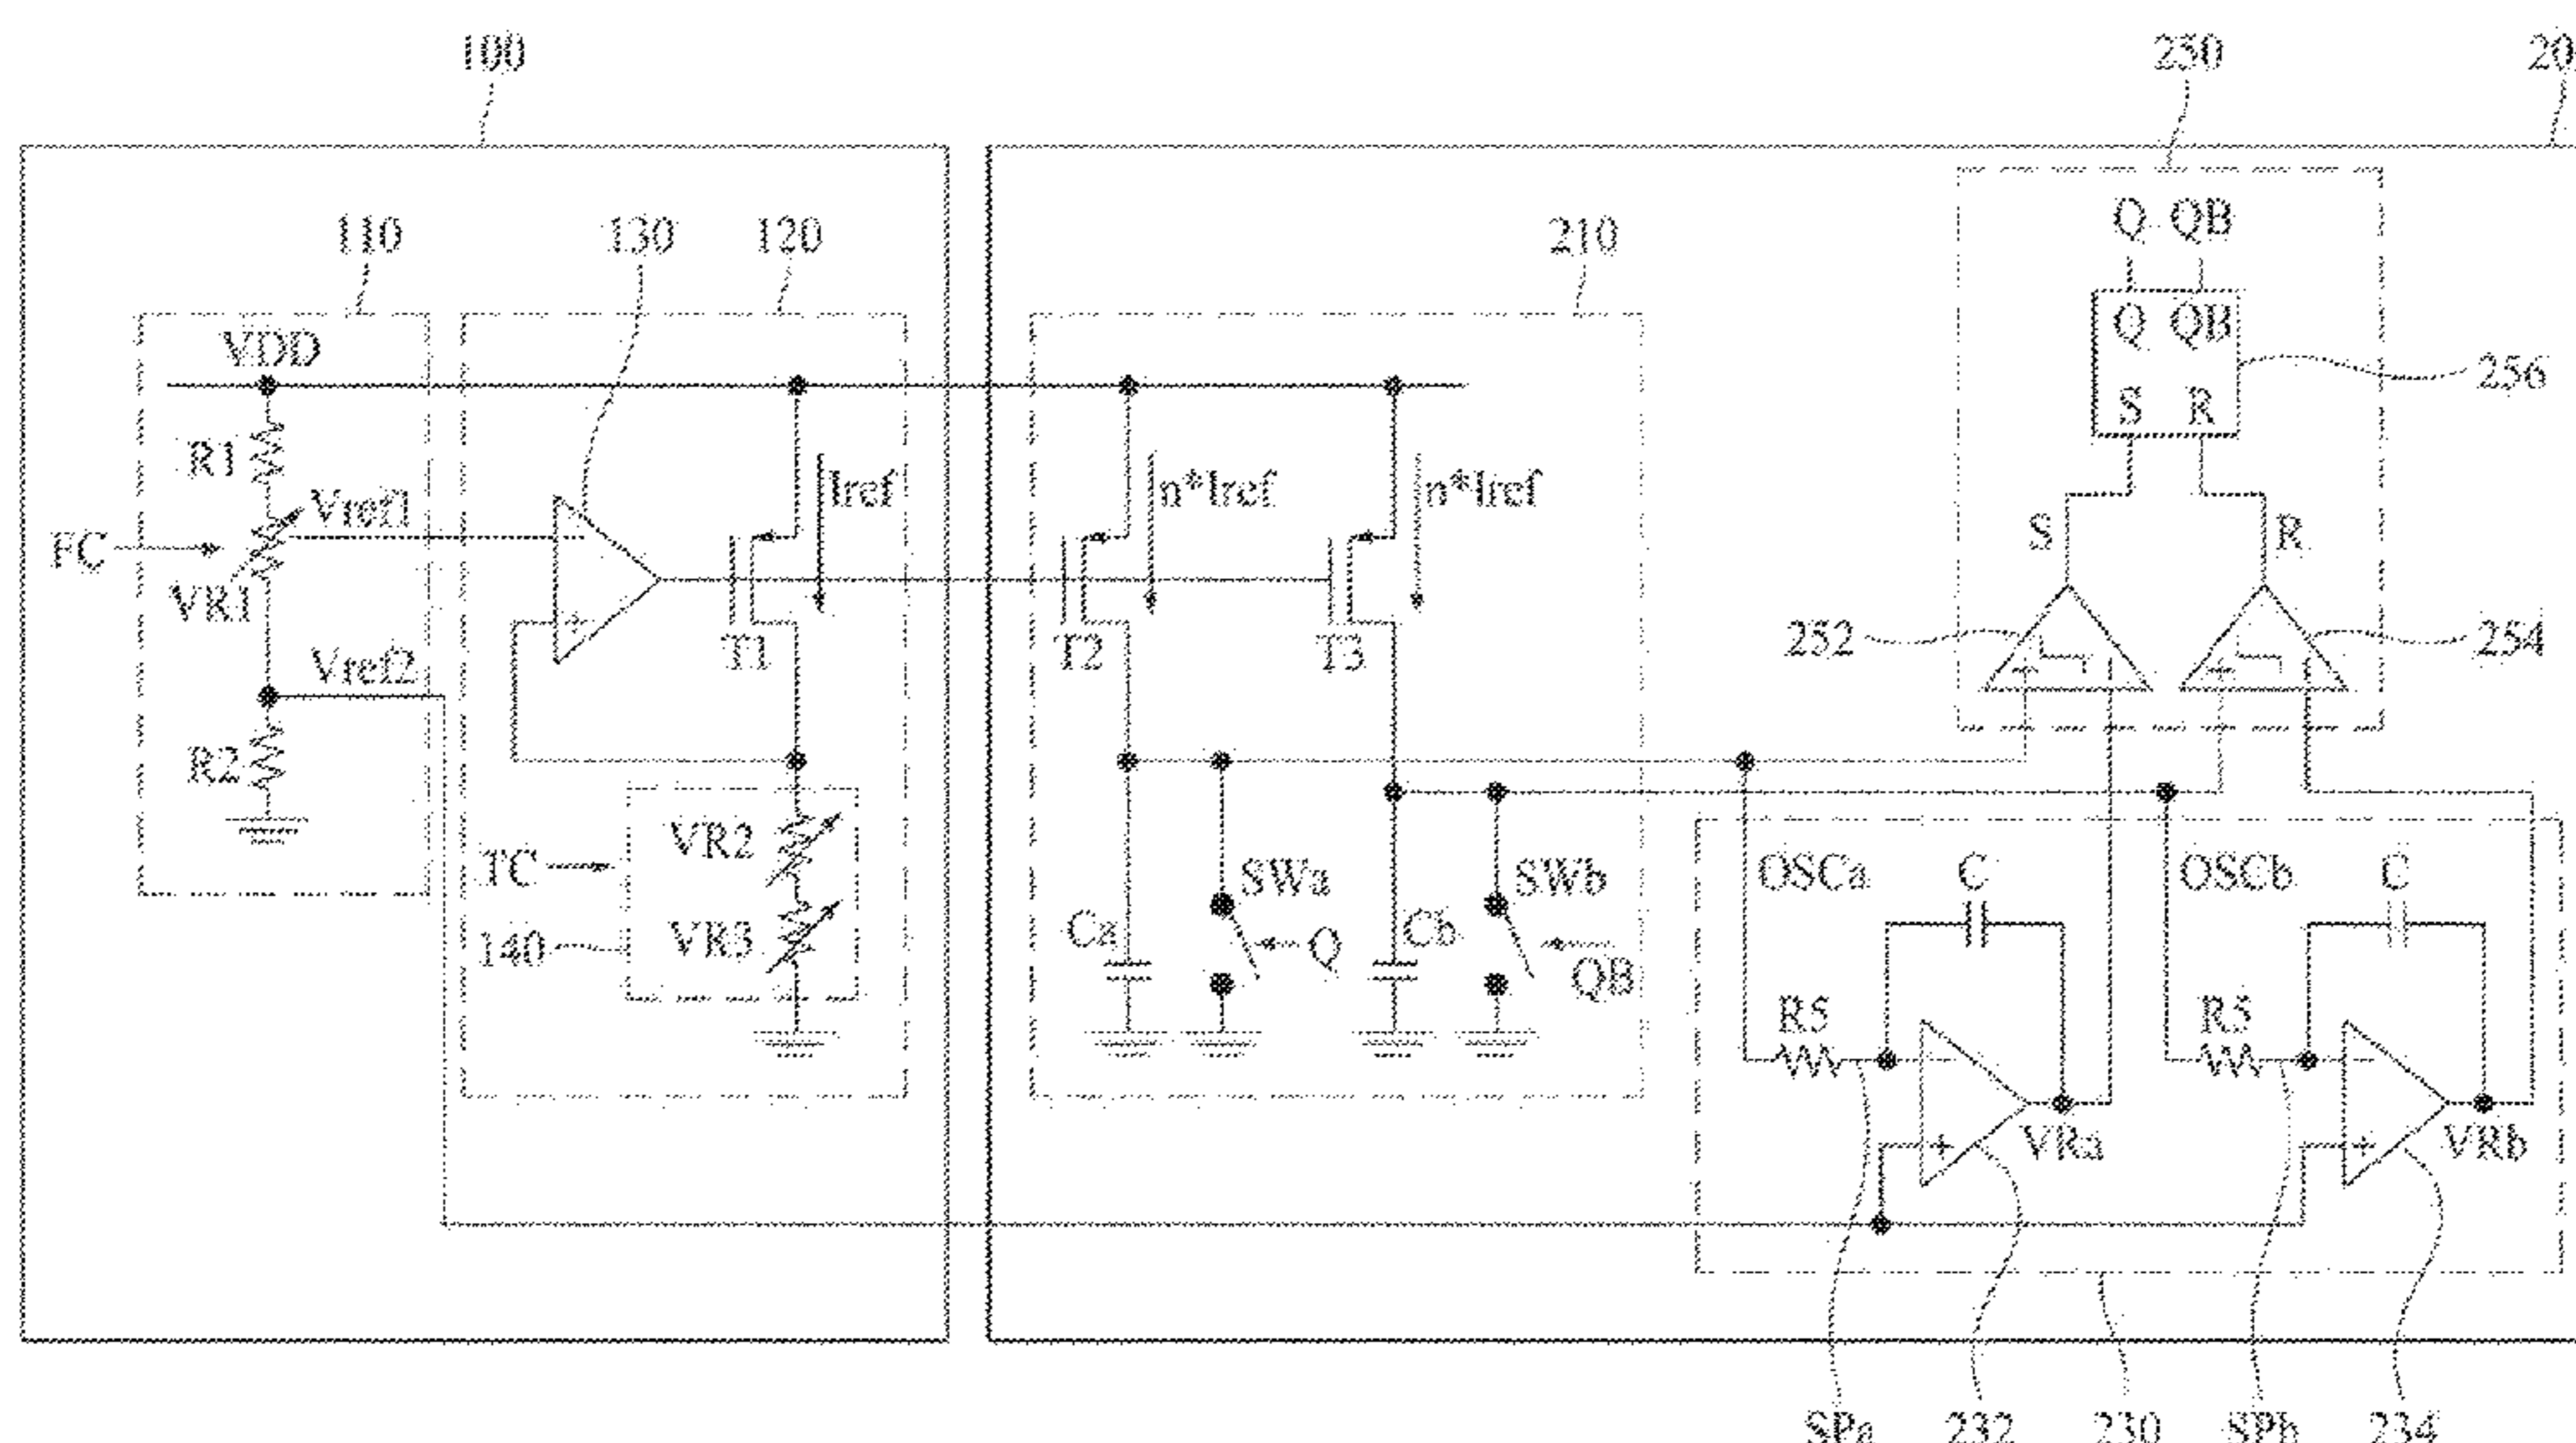 100
250
110
130
120
210
Q QB
VDD
Q QB
256
S R
R1
Iref
n*Iref
n*Iref
Vref1
FC
VR1
S
R
T1
T2
T3
252
254
Vref2
R2
VR2
TC
140
VR3
Ca
SWa
Q
Cb
SWb
QB
OSCa
C
OSCb
C
R5
R5
VRa
VRb
SPa
232
230
SPb
234